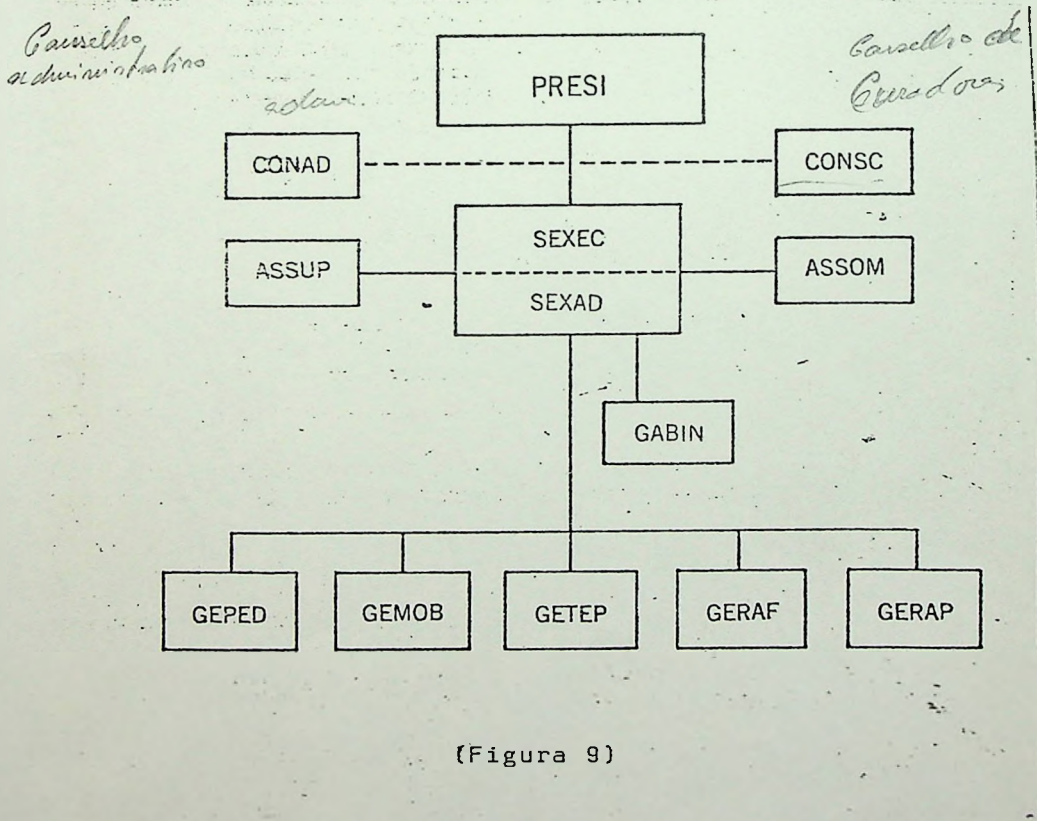 Conselho
administrativo
Conselho de
Curadores
PRESI
CONAD
CONSC
SEXEC
ASSUP
ASSOM
SEXAD
GABIN
GEPED
GEMOB
GETEP
GERAF
GERAP
(Figura 9)